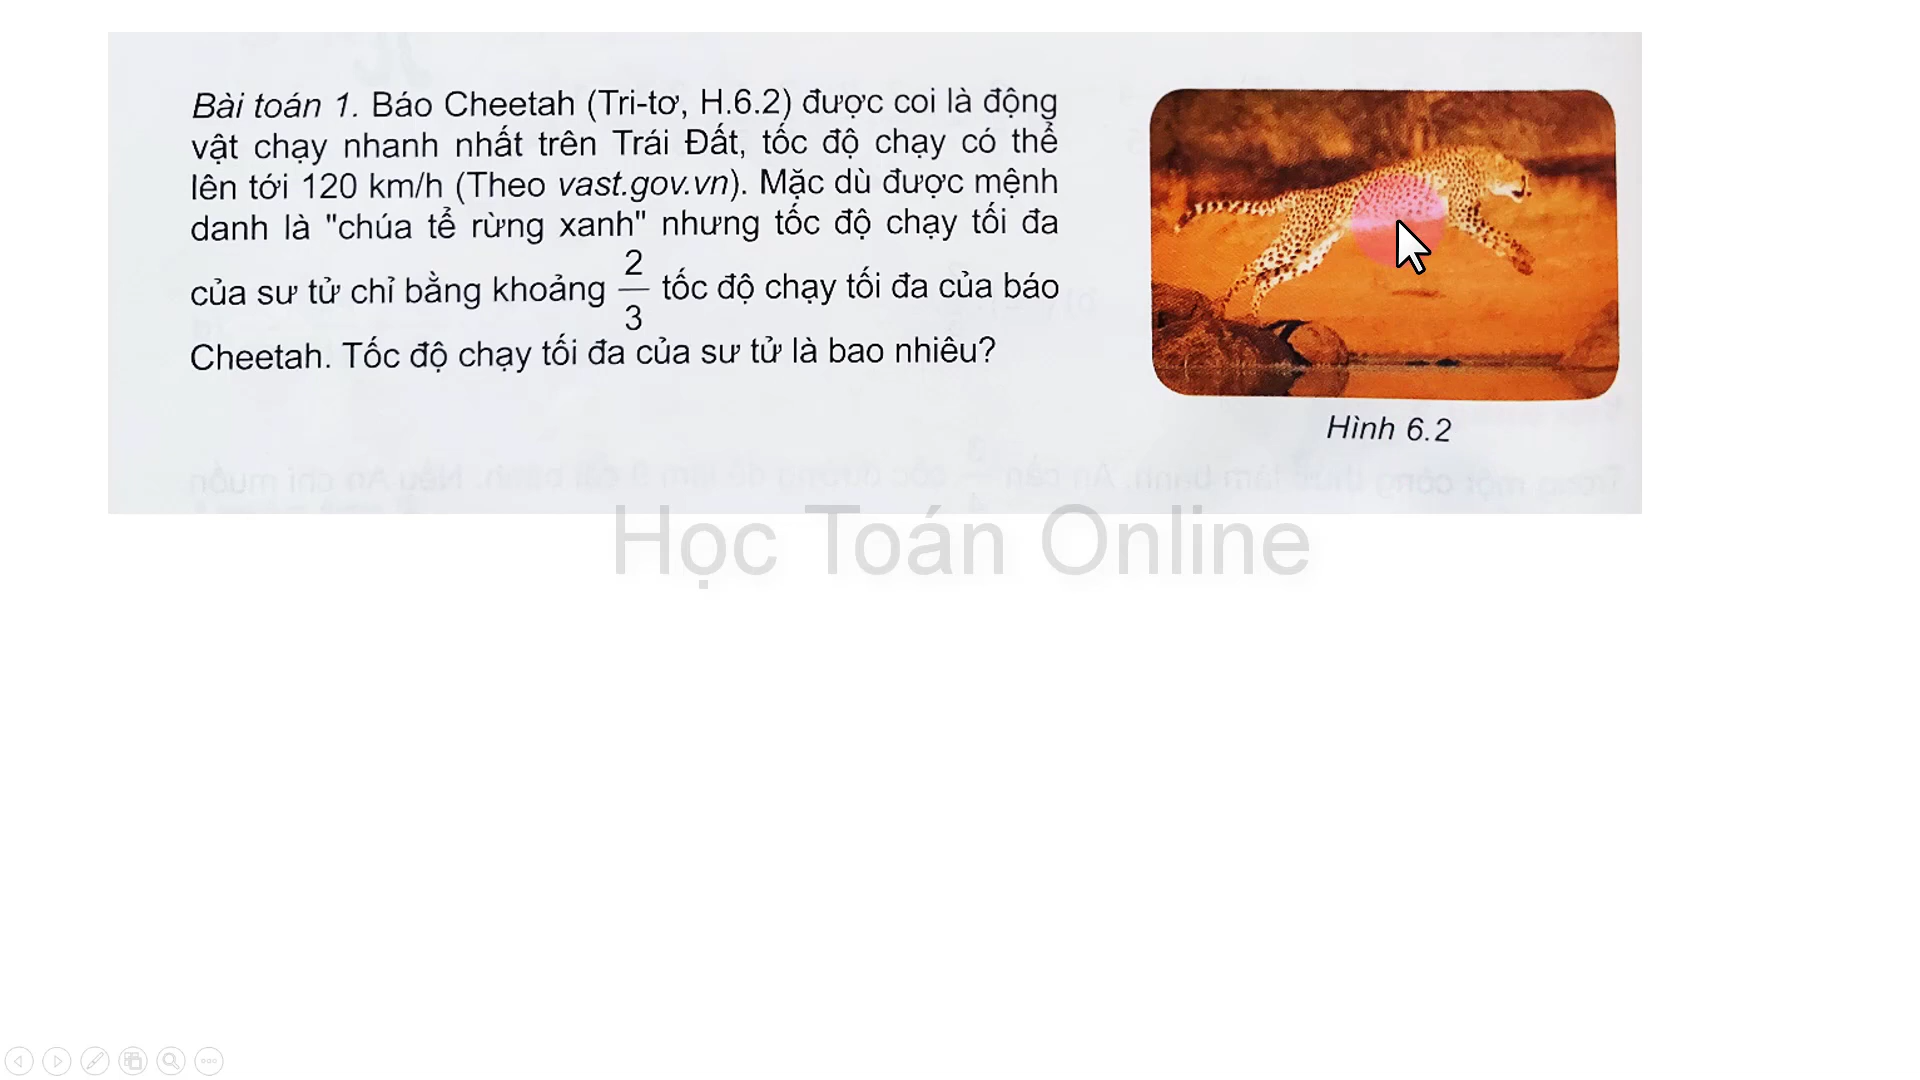 Bài toán 1. Báo Cheetah (Tri-tơ, H.6.2) được coi là động
vật chạy nhanh nhất trên Trái Đất, tốc độ chạy có thể
lên tới 120 km/h (Theo vast.gov.vn). Mặc dù được mệnh
danh là "chúa tể rừng xanh" nhưng tốc độ chạy tối đa
của sư tử chỉ bằng khoảng 2/3 tốc độ chạy tối đa của báo
Cheetah. Tốc độ chạy tối đa của sư tử là bao nhiêu?
Hình 6.2
Học Toán Online